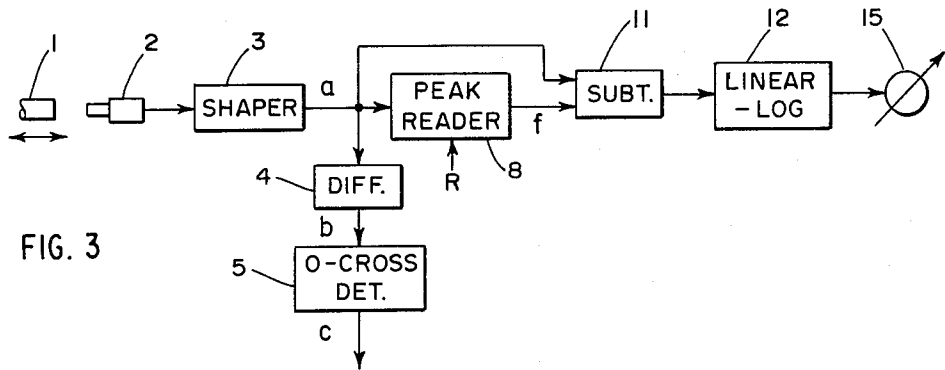 1
2
3
11
12
15
SHAPER
a
PEAK
READER
f
SUBT.
LINEAR
-LOG
8
R
4
DIFF.
b
FIG. 3
5
O-CROSS
DET.
c